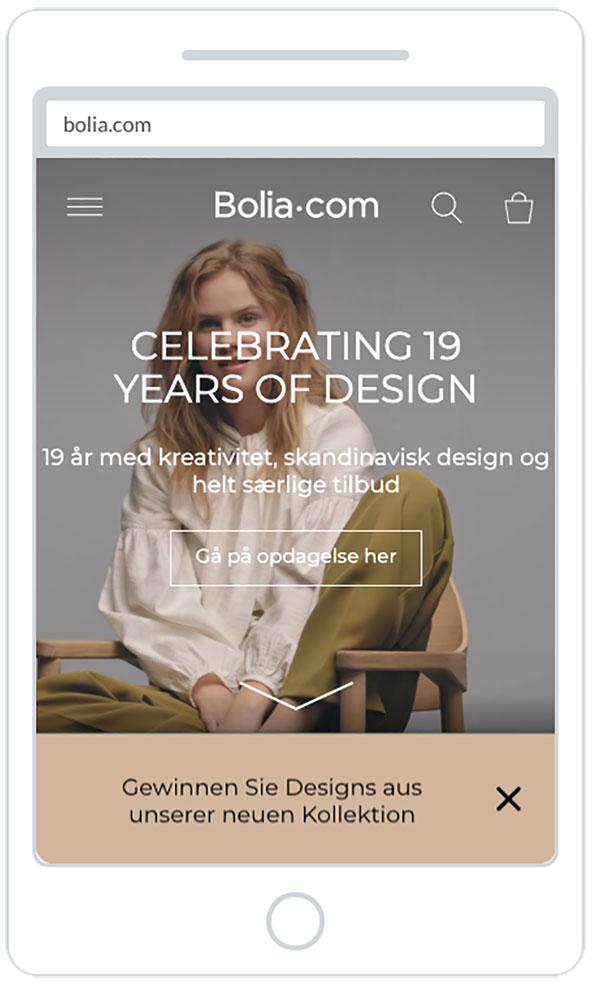 bolia.com
Bolia·com
CELEBRATING 19
YEARS OF DESIGN
19 år med kreativitet, skandinavisk design og
helt særlige tilbud
Gå på opdagelse her
Gewinnen Sie Designs aus
unserer neuen Kollektion